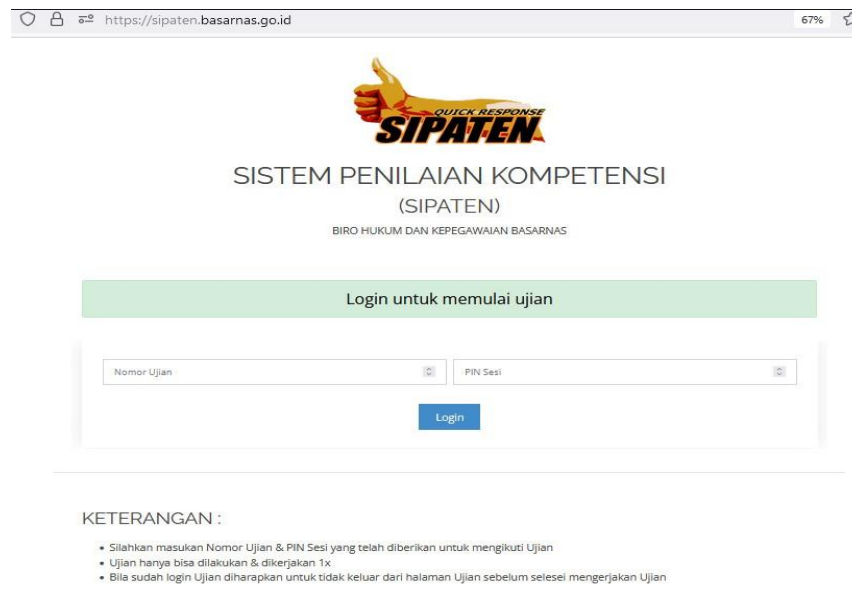 https://sipaten.basarnas.go.id 67%
QUICK RESPONSE
SIPATEN
SISTEM PENILAIAN KOMPETENSI
(SIPATEN)
BIRO HUKUM DAN KEPEGAWAIAN BASARNAS
Login untuk memulai ujian
Nomor Ujian PIN Sesi
Login
KETERANGAN :
• Silahkan masukan Nomor Ujian & PIN Sesi yang telah diberikan untuk mengikuti Ujian
• Ujian hanya bisa dilakukan & dikerjakan 1x
• Bila sudah login Ujian diharapkan untuk tidak keluar dari halaman Ujian sebelum selesei mengerjakan Ujian